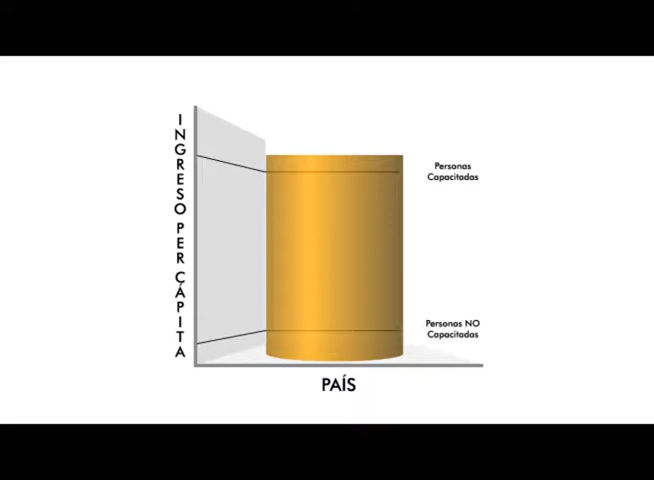 INGRESO PER CÁPITA
Personas
Capacitadas
Personas NO
Capacitadas
PAÍS